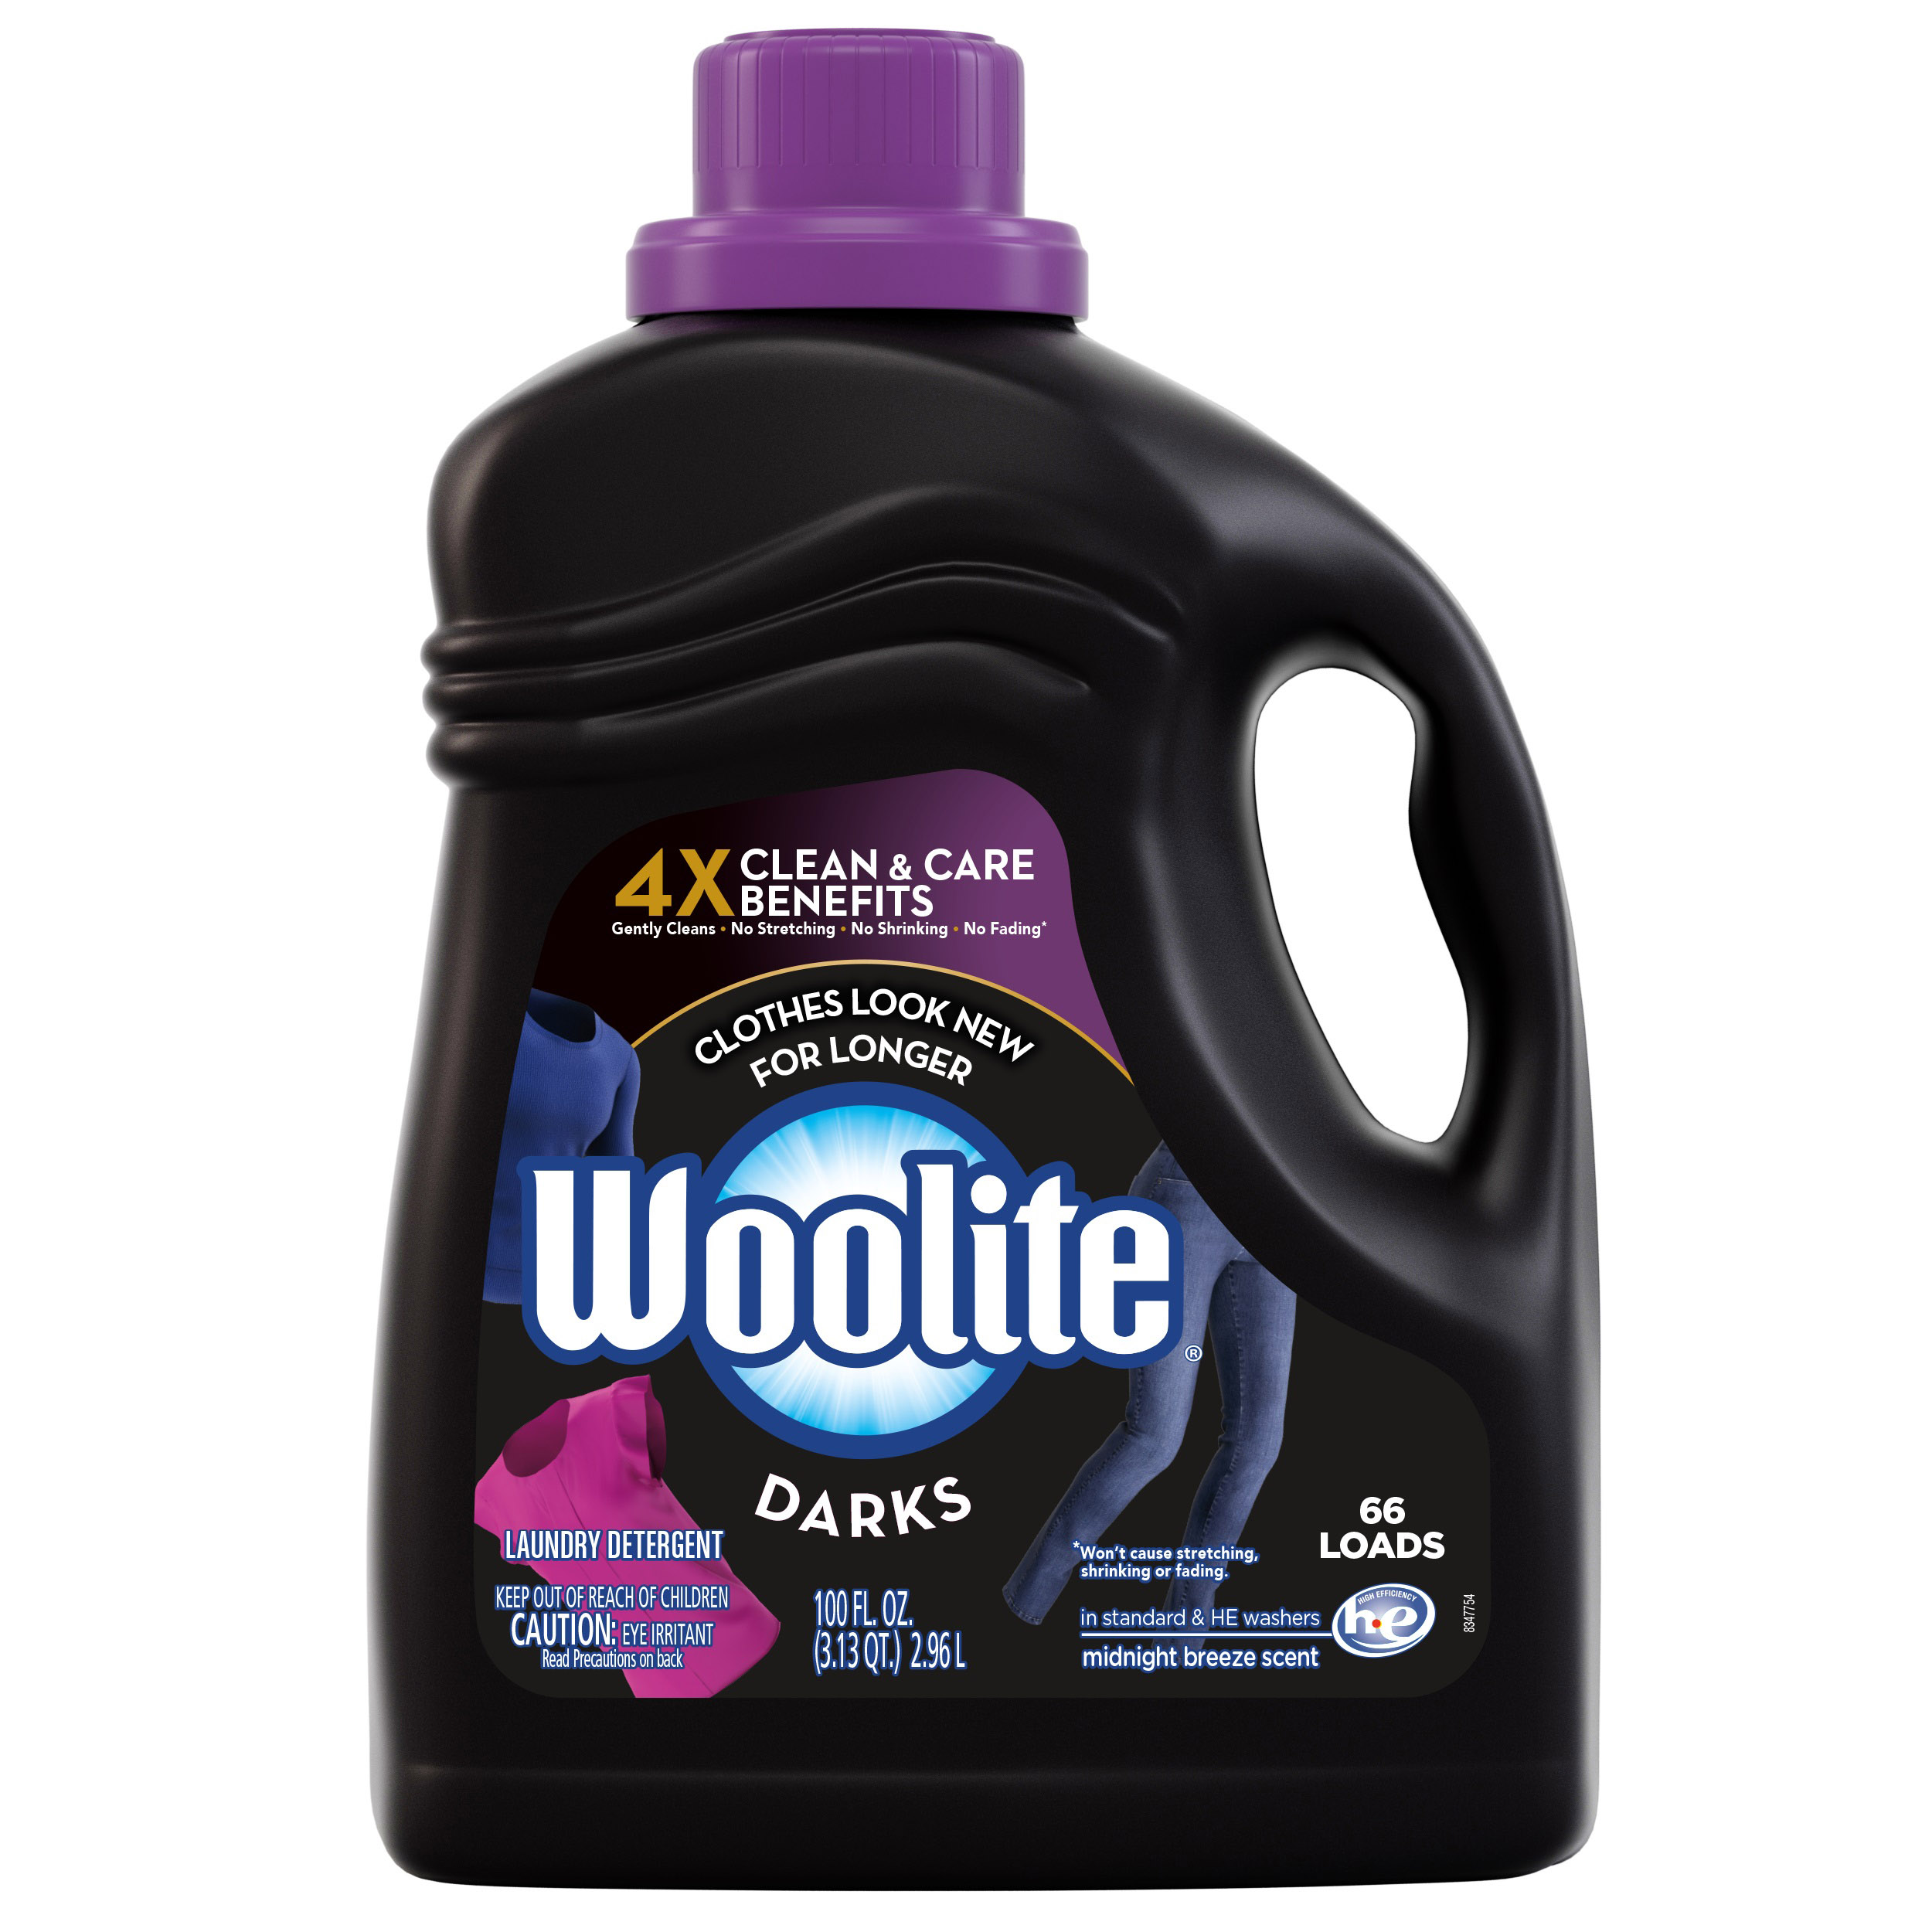 4X CLEAN & CARE
BENEFITS
Gently Cleans • No Stretching • No Shrinking • No Fading*
CLOTHES LOOK NEW
FOR LONGER
Woolite®
DARKS
LAUNDRY DETERGENT
KEEP OUT OF REACH OF CHILDREN
CAUTION: EYE IRRITANT
Read Precautions on back
100 FL. OZ.
(3.13 QT.) 2.96 L
*Won't cause stretching,
shrinking or fading.
in standard & HE washers
midnight breeze scent
66
LOADS
HIGH EFFICIENCY
he
8347754